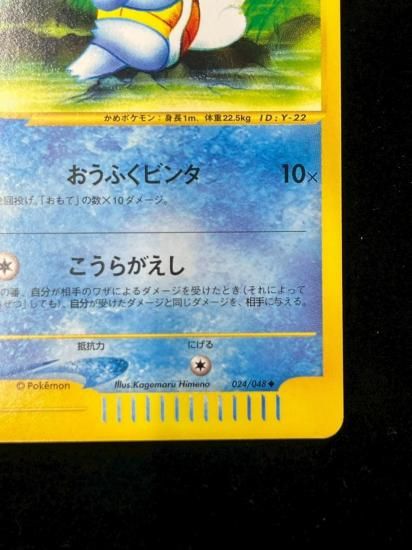 かめポケモン：身長1m、体重22.5kg ID:Y-22
おうふくビンタ 10×
回投げ、「おもて」の数×10ダメージ。
こうらがえし
の番、自分が相手のワザによるダメージを受けたとき（それによって
ぜつ」しても）、自分が受けたダメージと同じダメージを、相手に与える。
抵抗力 にげる
©Pokémon Illus.Kagemaru Himeno 024/048